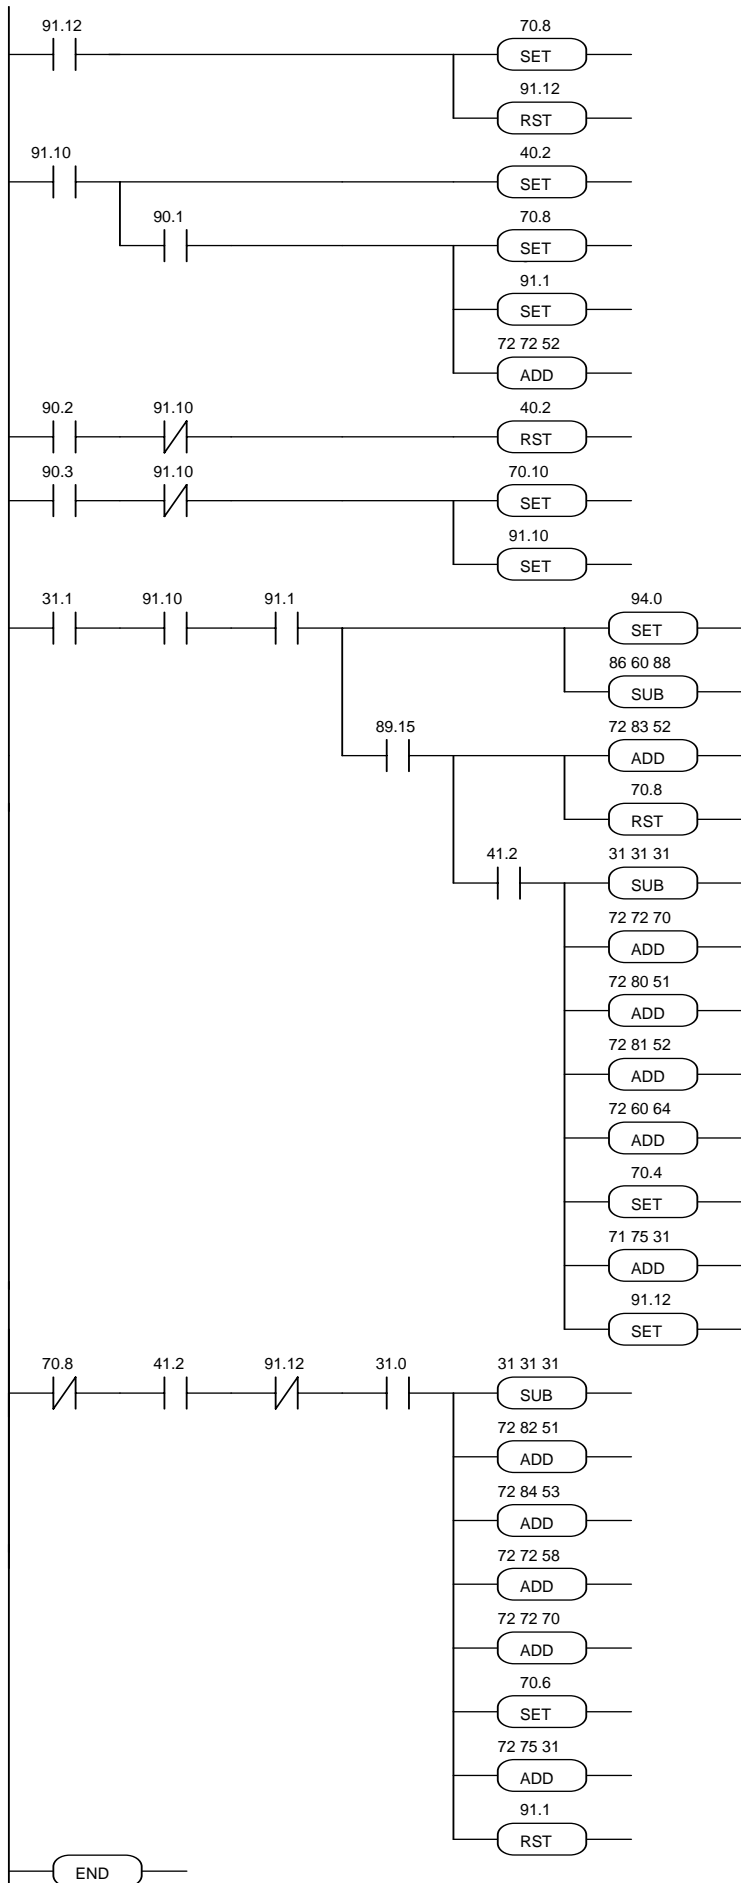 91.12 70.8
SET
91.12
RST
91.10 40.2
SET
90.1 70.8
SET
91.1
SET
72 72 52
ADD
90.2 91.10 40.2
RST
90.3 91.10 70.10
SET
91.10
SET
31.1 91.10 91.1 94.0
SET
86 60 88
SUB
89.15 72 83 52
ADD
70.8
RST
41.2 31 31 31
SUB
72 72 70
ADD
72 80 51
ADD
72 81 52
ADD
72 60 64
ADD
70.4
SET
71 75 31
ADD
91.12
SET
70.8 41.2 91.12 31.0 31 31 31
SUB
72 82 51
ADD
72 84 53
ADD
72 72 58
ADD
72 72 70
ADD
70.6
SET
72 75 31
ADD
91.1
RST
END